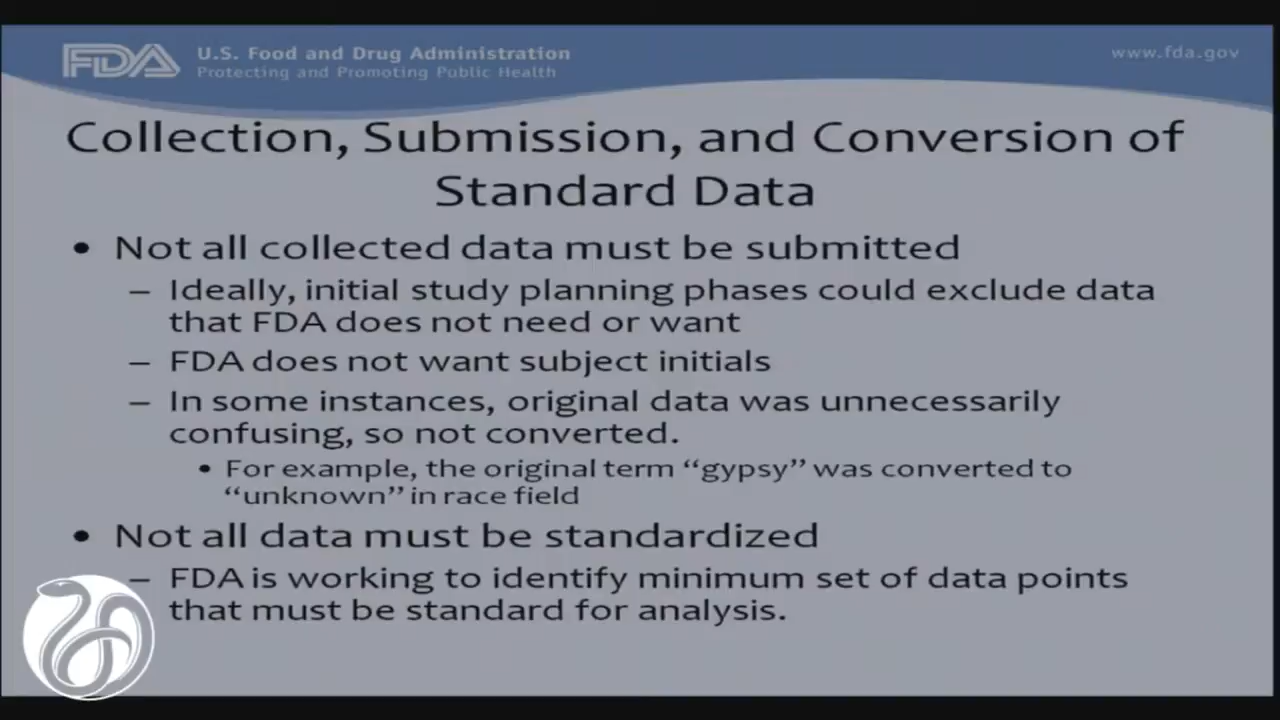 FDA U.S. Food and Drug Administration
Protecting and Promoting Public Health
www.fda.gov
Collection, Submission, and Conversion of
Standard Data
• Not all collected data must be submitted
– Ideally, initial study planning phases could exclude data
that FDA does not need or want
– FDA does not want subject initials
– In some instances, original data was unnecessarily
confusing, so not converted.
• For example, the original term “gypsy” was converted to
“unknown” in race field
• Not all data must be standardized
– FDA is working to identify minimum set of data points
that must be standard for analysis.